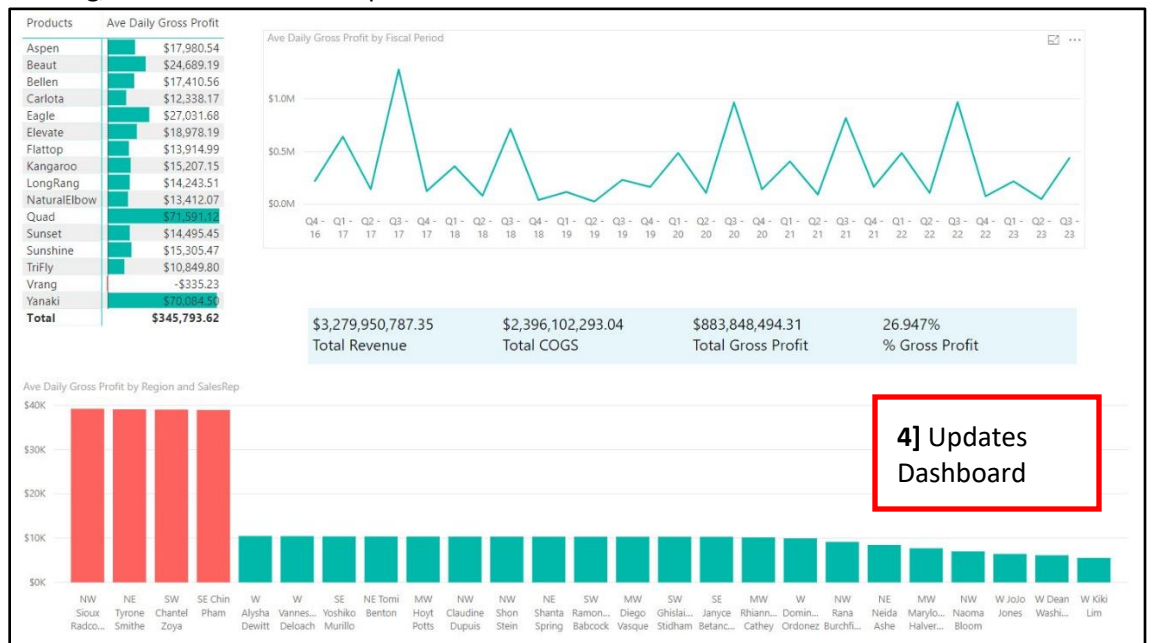 Products Ave Daily Gross Profit
Aspen $17,980.54
Beaut $24,689.19
Bellen $17,410.56
Carlota $12,338.17
Eagle $27,031.68
Elevate $18,978.19
Flattop $13,914.99
Kangaroo $15,207.15
LongRang $14,243.51
NaturalElbow $13,412.07
Quad $71,591.12
Sunset $14,495.45
Sunshine $15,305.47
TriFly $10,849.80
Vrang -$335.23
Yanaki $70,084.50
Total $345,793.62
Ave Daily Gross Profit by Fiscal Period
$1.0M
$0.5M
$0.0M
Q4 - Q1 - Q2 - Q3 - Q4 - Q1 - Q2 - Q3 - Q4 - Q1 - Q2 - Q3 - Q4 - Q1 - Q2 - Q3 - Q4 - Q1 - Q2 - Q3 - Q4 - Q1 - Q2 - Q3 - Q4 - Q1 - Q2 - Q3 -
16 17 17 17 17 18 18 18 18 19 19 19 19 20 20 20 20 21 21 21 21 22 22 22 22 23 23 23
$3,279,950,787.35 $2,396,102,293.04 $883,848,494.31 26.947%
Total Revenue Total COGS Total Gross Profit % Gross Profit
Ave Daily Gross Profit by Region and SalesRep
$40K
$30K
$20K
$10K
$0K
4] Updates
Dashboard
NW NE SW SE Chin W W SE NE Tomi MW NW NW NE SW MW SW SE MW W NW NE MW NW W JoJo W Dean W Kiki
Sioux Tyrone Chantel Pham Alysha Vannes... Yoshiko Benton Hoyt Claudine Shon Shanta Ramon... Diego Ghislai... Janyce Rhiann... Domin... Rana Neida Marylo... Naoma Jones Washi... Lim
Radco... Smithe Zoya Dewitt Deloach Murillo Potts Dupuis Stein Spring Babcock Vasque Stidham Betanc... Cathey Ordonez Burchfi... Ashe Halver... Bloom